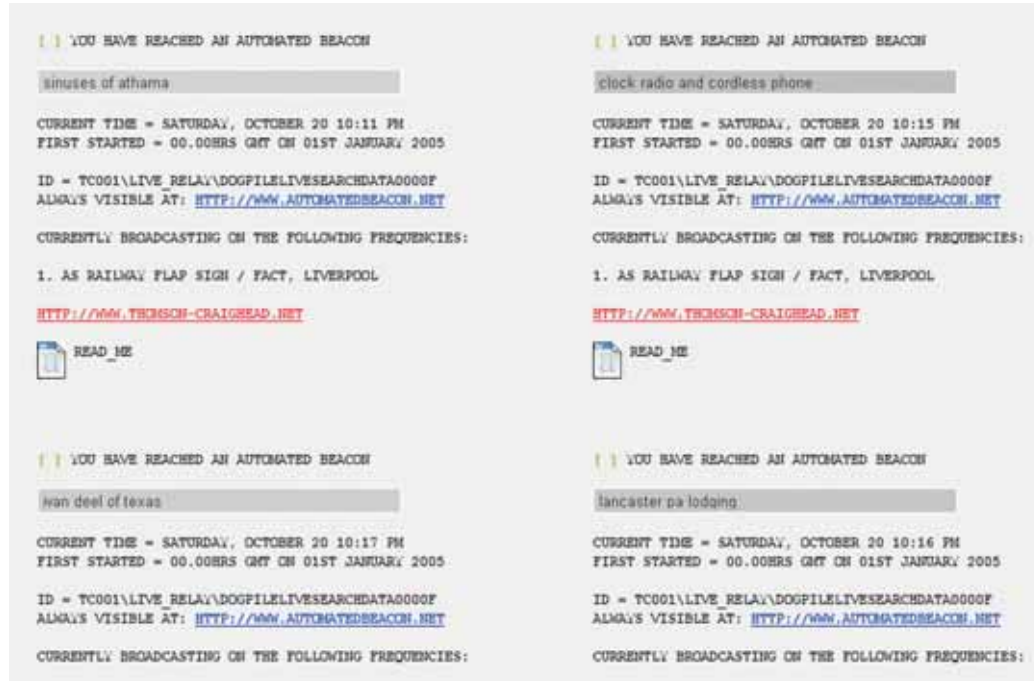 [ ] YOU HAVE REACHED AN AUTOMATED BEACON
sinuses of athama
CURRENT TIME = SATURDAY, OCTOBER 20 10:11 PM
FIRST STARTED = 00.00HRS GMT ON 01ST JANUARY 2005
ID = TC001\LIVE_RELAY\DOGPILELIVESEARCHDATA0000F
ALWAYS VISIBLE AT: HTTP://WWW.AUTOMATEDBEACON.NET
CURRENTLY BROADCASTING ON THE FOLLOWING FREQUENCIES:
1. AS RAILWAY FLAP SIGN / FACT, LIVERPOOL
HTTP://WWW.THOMSON-CRAIGHEAD.NET
READ_ME
[ ] YOU HAVE REACHED AN AUTOMATED BEACON
clock radio and cordless phone
CURRENT TIME = SATURDAY, OCTOBER 20 10:15 PM
FIRST STARTED = 00.00HRS GMT ON 01ST JANUARY 2005
ID = TC001\LIVE_RELAY\DOGPILELIVESEARCHDATA0000F
ALWAYS VISIBLE AT: HTTP://WWW.AUTOMATEDBEACON.NET
CURRENTLY BROADCASTING ON THE FOLLOWING FREQUENCIES:
1. AS RAILWAY FLAP SIGN / FACT, LIVERPOOL
HTTP://WWW.THOMSON-CRAIGHEAD.NET
READ_ME
[ ] YOU HAVE REACHED AN AUTOMATED BEACON
ivan deel of texas
CURRENT TIME = SATURDAY, OCTOBER 20 10:17 PM
FIRST STARTED = 00.00HRS GMT ON 01ST JANUARY 2005
ID = TC001\LIVE_RELAY\DOGPILELIVESEARCHDATA0000F
ALWAYS VISIBLE AT: HTTP://WWW.AUTOMATEDBEACON.NET
CURRENTLY BROADCASTING ON THE FOLLOWING FREQUENCIES:
[ ] YOU HAVE REACHED AN AUTOMATED BEACON
lancaster pa lodging
CURRENT TIME = SATURDAY, OCTOBER 20 10:16 PM
FIRST STARTED = 00.00HRS GMT ON 01ST JANUARY 2005
ID = TC001\LIVE_RELAY\DOGPILELIVESEARCHDATA0000F
ALWAYS VISIBLE AT: HTTP://WWW.AUTOMATEDBEACON.NET
CURRENTLY BROADCASTING ON THE FOLLOWING FREQUENCIES: